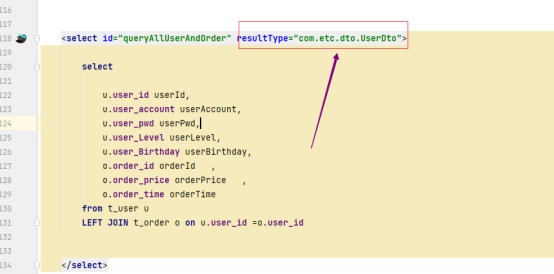 116
117
118 <select id="queryAllUserAndOrder" resultType="com.etc.dto.UserDto">
119
120 select
121
122 u.user_id userId,
123 u.user_account userAccount,
124 u.user_pwd userPwd,
125 u.user_Level userLevel,
126 u.user_Birthday userBirthday,
127 o.order_id orderId ,
128 o.order_price orderPrice ,
129 o.order_time orderTime
130 from t_user u
131 LEFT JOIN t_order o on u.user_id =o.user_id
132
133
134 </select>